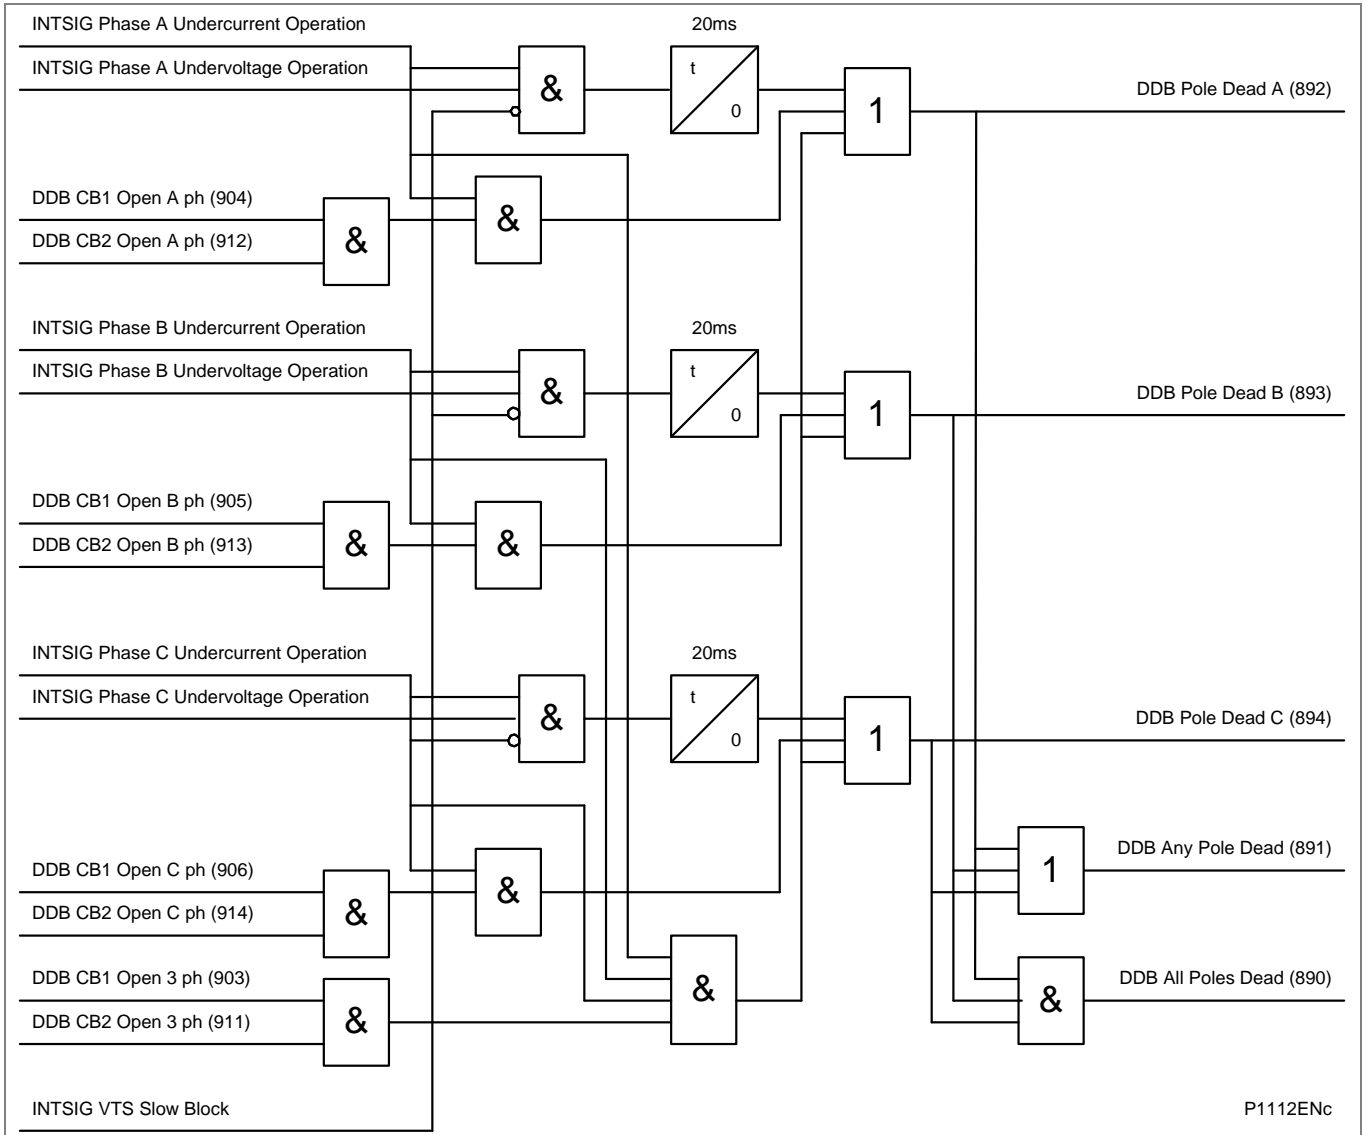 INTSIG Phase A Undercurrent Operation
20ms
INTSIG Phase A Undervoltage Operation
&
t
0
1
DDB Pole Dead A (892)
DDB CB1 Open A ph (904)
DDB CB2 Open A ph (912)
&
&
INTSIG Phase B Undercurrent Operation
20ms
INTSIG Phase B Undervoltage Operation
&
t
0
1
DDB Pole Dead B (893)
DDB CB1 Open B ph (905)
DDB CB2 Open B ph (913)
&
&
INTSIG Phase C Undercurrent Operation
20ms
INTSIG Phase C Undervoltage Operation
&
t
0
1
DDB Pole Dead C (894)
DDB CB1 Open C ph (906)
DDB CB2 Open C ph (914)
&
&
1
DDB Any Pole Dead (891)
DDB CB1 Open 3 ph (903)
DDB CB2 Open 3 ph (911)
&
&
&
DDB All Poles Dead (890)
INTSIG VTS Slow Block
P1112ENc